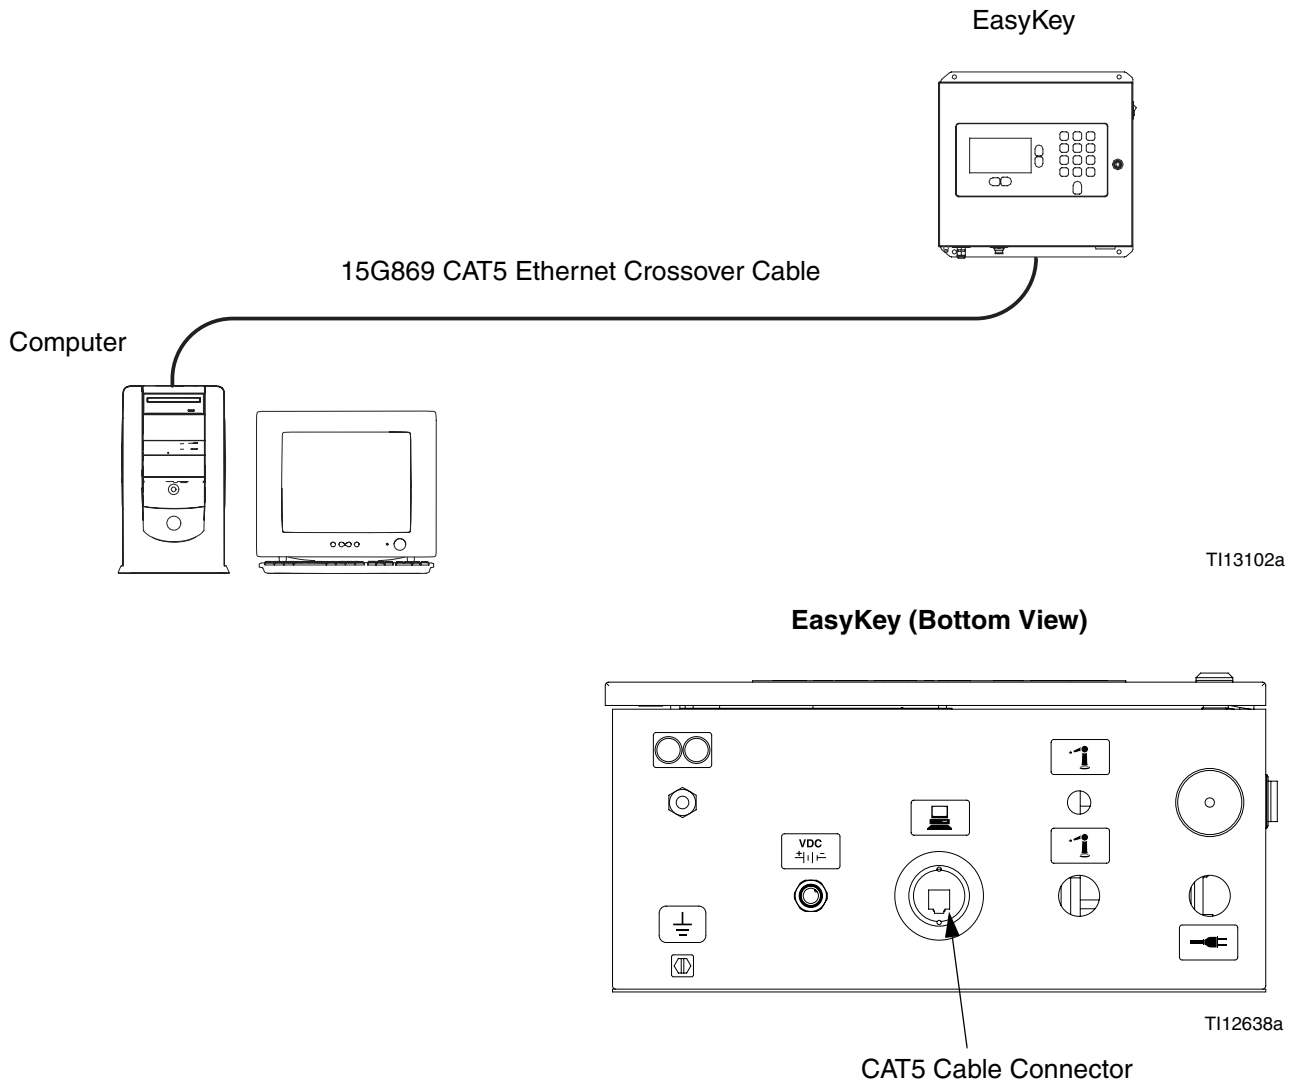 EasyKey
15G869 CAT5 Ethernet Crossover Cable
Computer
TI13102a
EasyKey (Bottom View)
VDC
TI12638a
CAT5 Cable Connector